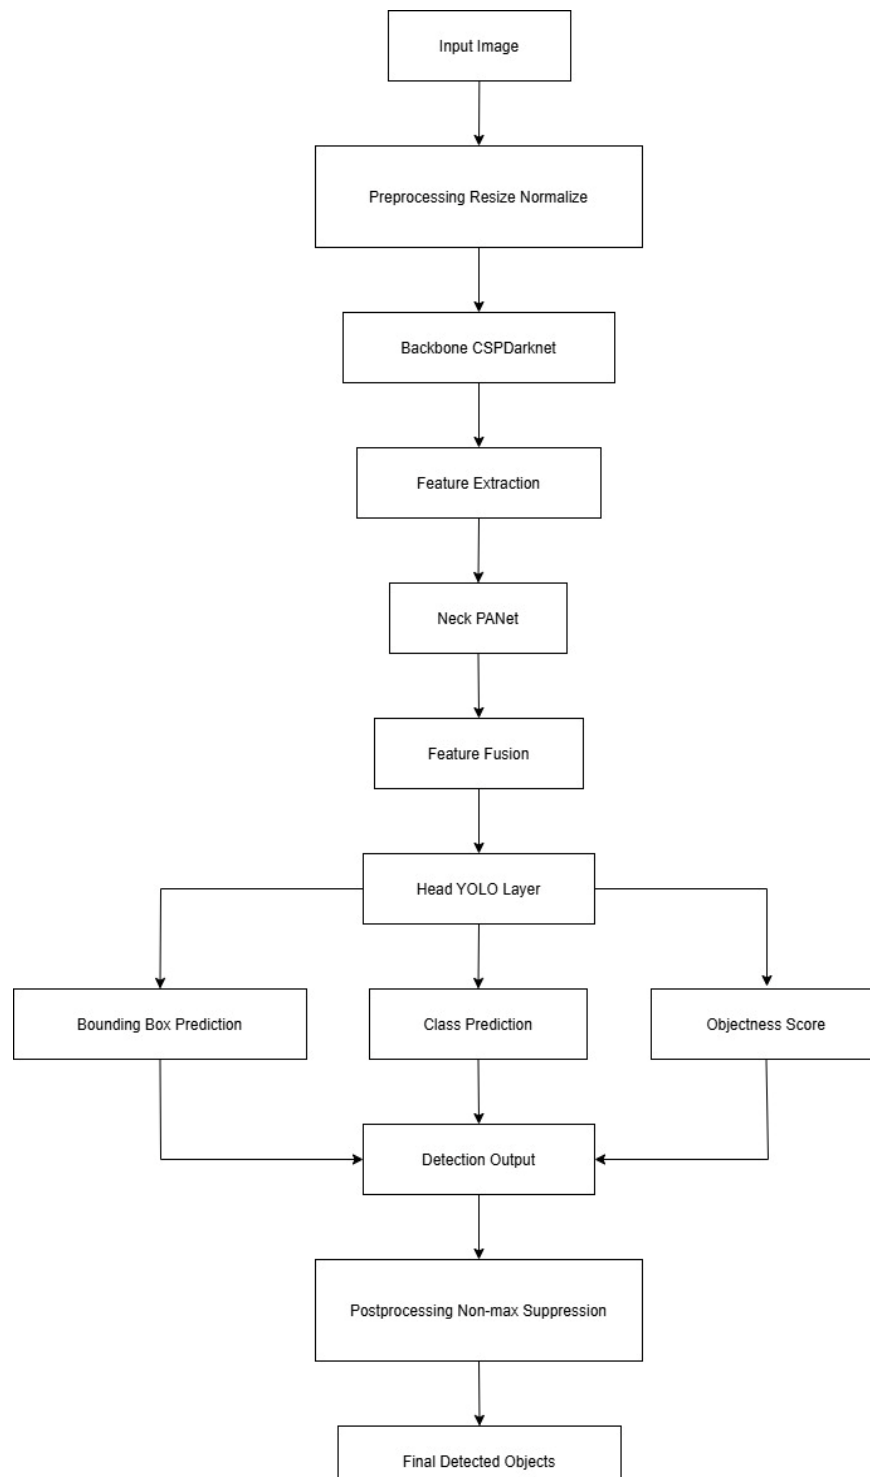 Input Image
Preprocessing Resize Normalize
Backbone CSPDarknet
Feature Extraction
Neck PANet
Feature Fusion
Head YOLO Layer
Bounding Box Prediction
Class Prediction
Objectness Score
Detection Output
Postprocessing Non-max Suppression
Final Detected Objects